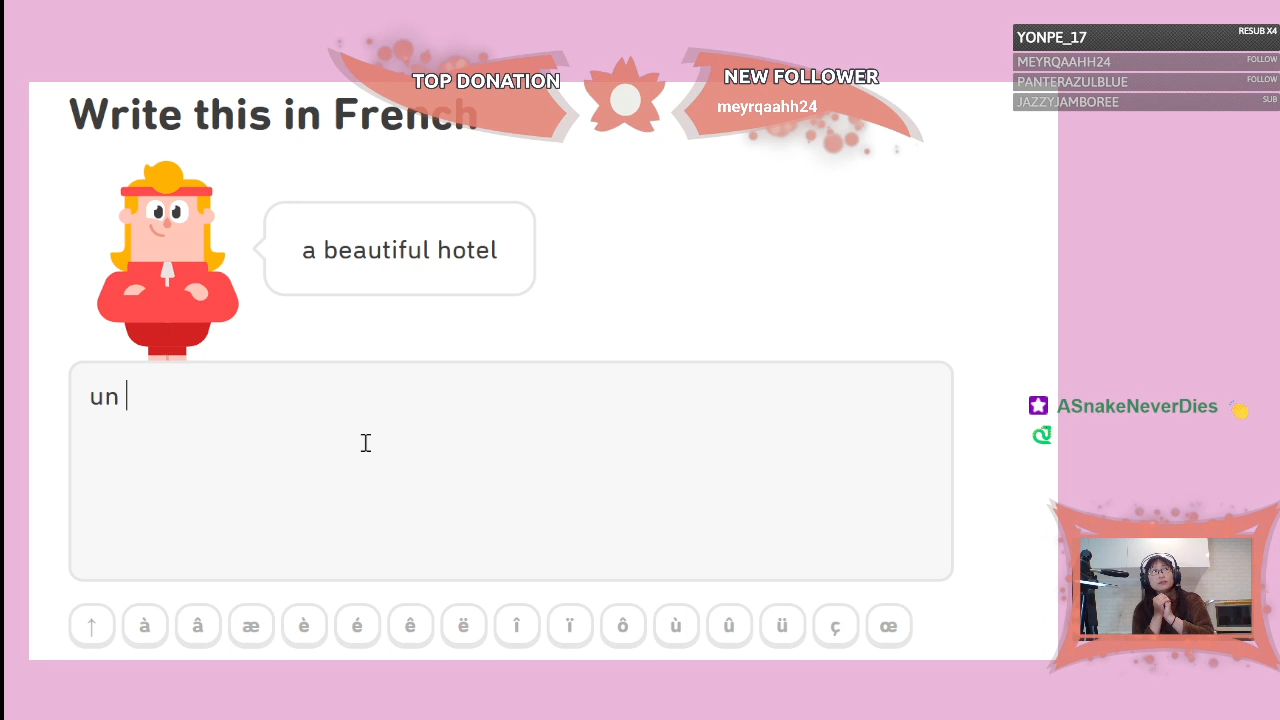 TOP DONATION
NEW FOLLOWER
meyrqaahh24
YONPE_17 RESUB X4
MEYRQAAHH24 FOLLOW
PANTERAZULBLUE FOLLOW
JAZZYJAMBOREE SUB
Write this in French
a beautiful hotel
un
ASnakeNeverDies
↑ à â æ è é ê ë î ï ô ù û ü ç œ